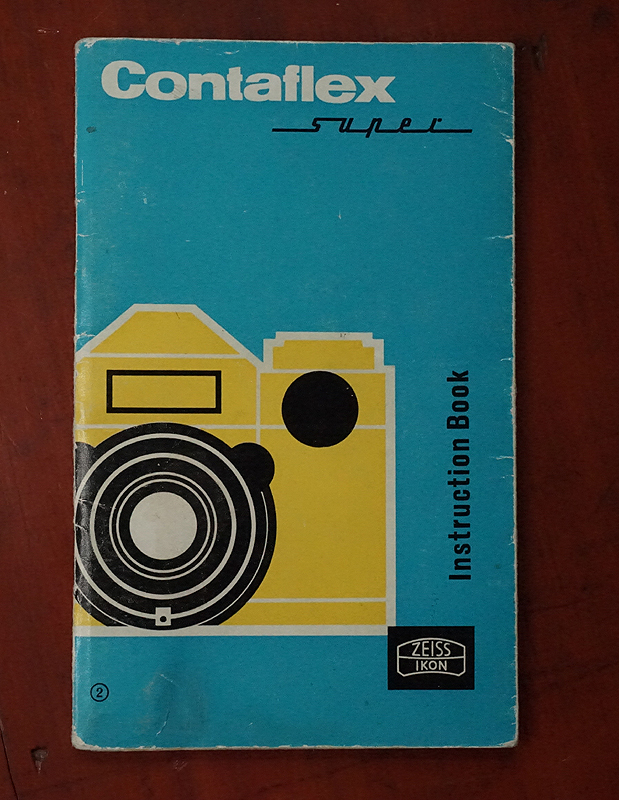 Contaflex
super
Instruction Book
ZEISS
IKON
2